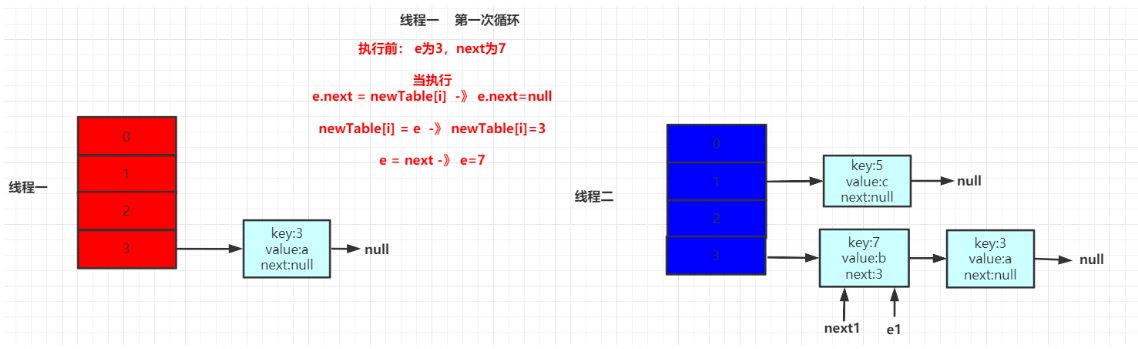 线程一 第一次循环
执行前： e为3，next为7
当执行
e.next = newTable[i] -》 e.next=null
newTable[i] = e -》 newTable[i]=3
e = next -》 e=7
线程一
0
1
2
3
key:3
value:a
next:null
null
线程二
0
1
2
3
key:5
value:c
next:null
null
key:7
value:b
next:3
key:3
value:a
next:null
null
next1
e1